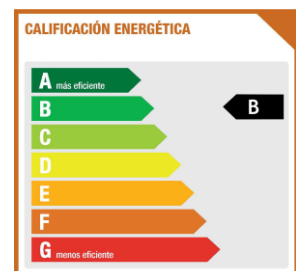 CALIFICACIÓN ENERGÉTICA
A más eficiente
B B
C
D
E
F
G menos eficiente